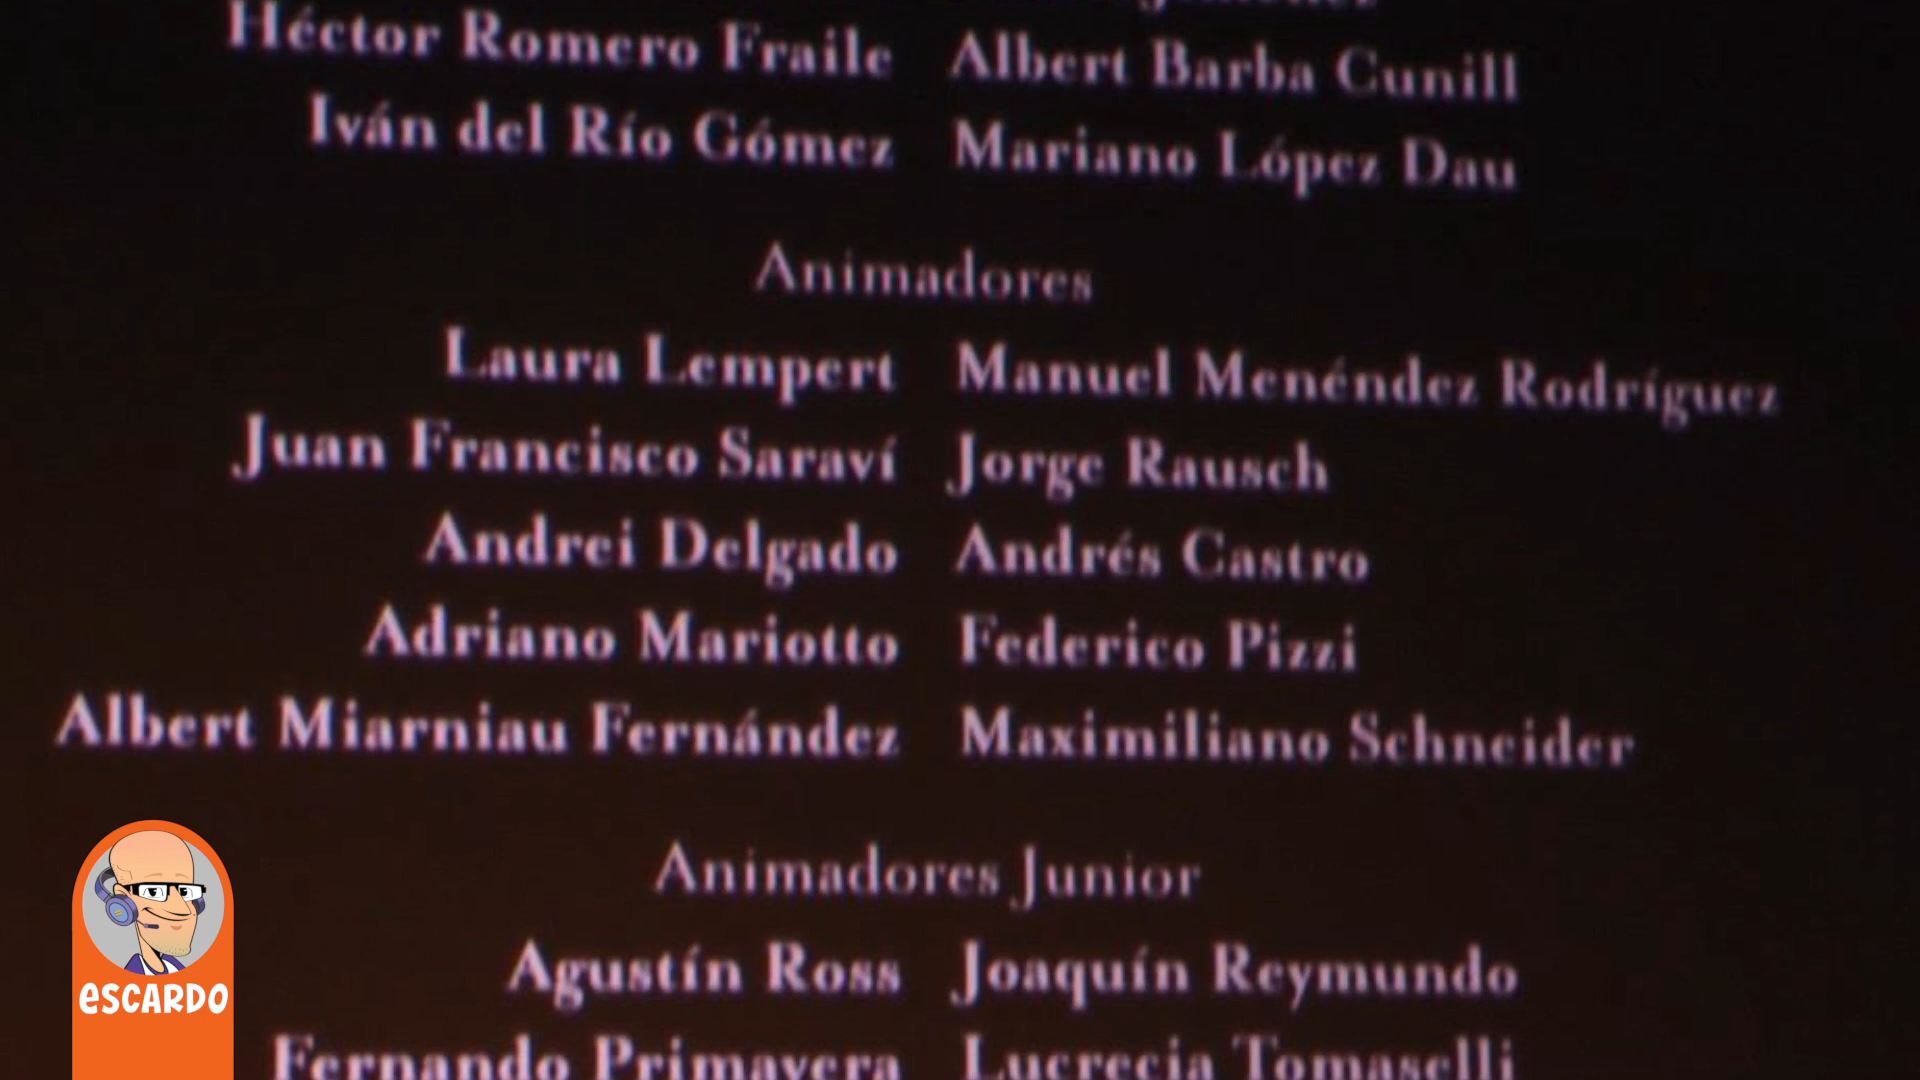 Héctor Romero Fraile Albert Barba Cunill
Iván del Río Gómez Mariano López Dau
Animadores
Laura Lempert Manuel Menéndez Rodríguez
Juan Francisco Saraví Jorge Rausch
Andrei Delgado Andrés Castro
Adriano Mariotto Federico Pizzi
Albert Miarniau Fernández Maximiliano Schneider
Animadores Junior
Agustín Ross Joaquín Reymundo
Fernando Primavera Lucrecia Tomaselli
escardo